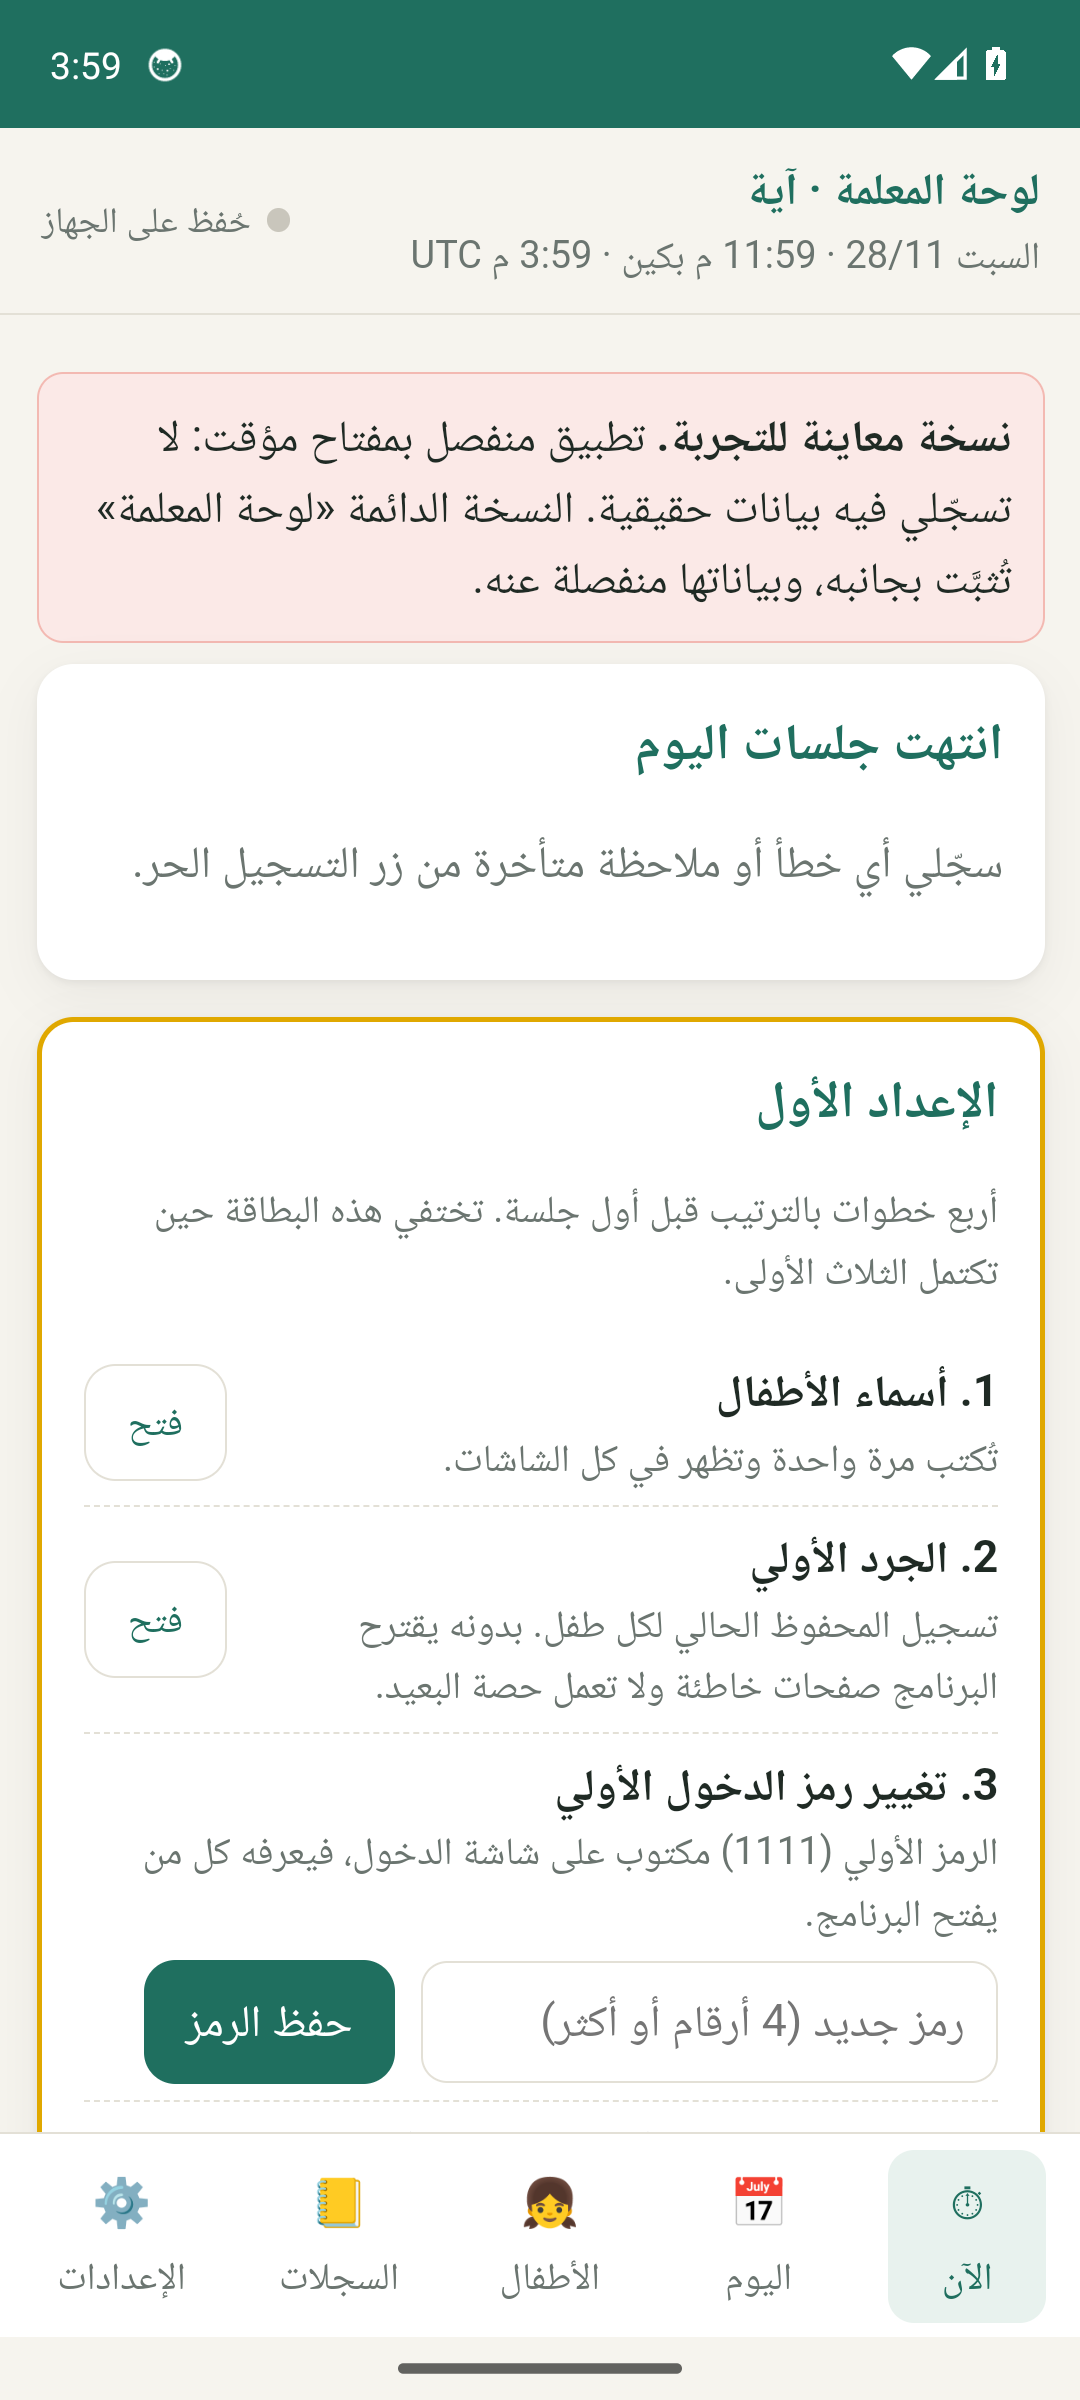 3:59
لوحة المعلمة · آية
السبت 28/11 · 11:59 م بكين · 3:59 م UTC
حُفظ على الجهاز
نسخة معاينة للتجربة. تطبيق منفصل بمفتاح مؤقت: لا
تسجّلي فيه بيانات حقيقية. النسخة الدائمة «لوحة المعلمة»
تُثبَّت بجانبه، وبياناتها منفصلة عنه.
انتهت جلسات اليوم
سجّلي أي خطأ أو ملاحظة متأخرة من زر التسجيل الحر.
الإعداد الأول
أربع خطوات بالترتيب قبل أول جلسة. تختفي هذه البطاقة حين
تكتمل الثلاث الأولى.
1. أسماء الأطفال
تُكتب مرة واحدة وتظهر في كل الشاشات.
فتح
2. الجرد الأولي
تسجيل المحفوظ الحالي لكل طفل. بدونه يقترح
البرنامج صفحات خاطئة ولا تعمل حصة البعيد.
فتح
3. تغيير رمز الدخول الأولي
الرمز الأولي (1111) مكتوب على شاشة الدخول، فيعرفه كل من
يفتح البرنامج.
رمز جديد (4 أرقام أو أكثر)
حفظ الرمز
الآن
July
17
اليوم
الأطفال
السجلات
الإعدادات